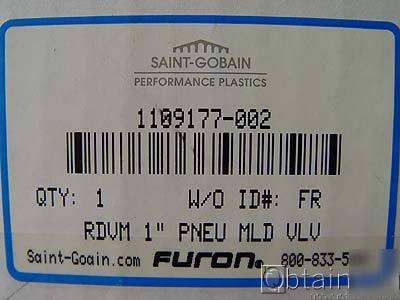 SAINT-GOBAIN
PERFORMANCE PLASTICS
1109177-002
QTY: 1 W/O ID#: FR
RDVM 1" PNEU MLD VLV
Saint-Goain.com FURON® 800-833-5
Obtain